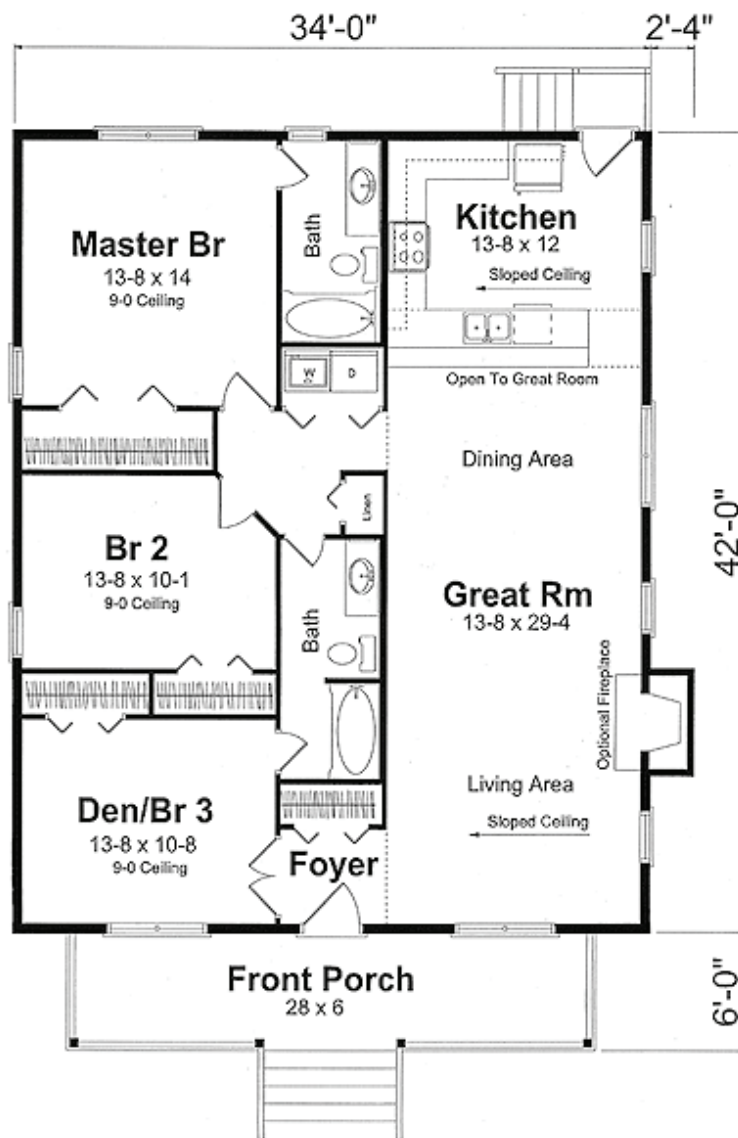 34'-0"
2'-4"
Master Br
13-8 x 14
9-0 Ceiling
Bath
Kitchen
13-8 x 12
Sloped Ceiling
W
D
Open To Great Room
Dining Area
Linen
42'-0"
Br 2
13-8 x 10-1
9-0 Ceiling
Bath
Great Rm
13-8 x 29-4
Optional Fireplace
Den/Br 3
13-8 x 10-8
9-0 Ceiling
Living Area
Sloped Ceiling
Foyer
Front Porch
28 x 6
6'-0"